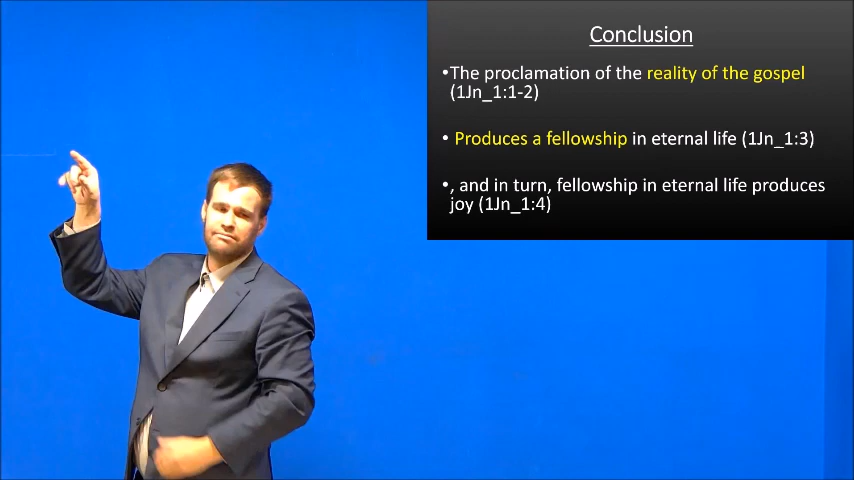 Conclusion
•The proclamation of the reality of the gospel
(1Jn_1:1-2)
• Produces a fellowship in eternal life (1Jn_1:3)
•, and in turn, fellowship in eternal life produces
joy (1Jn_1:4)